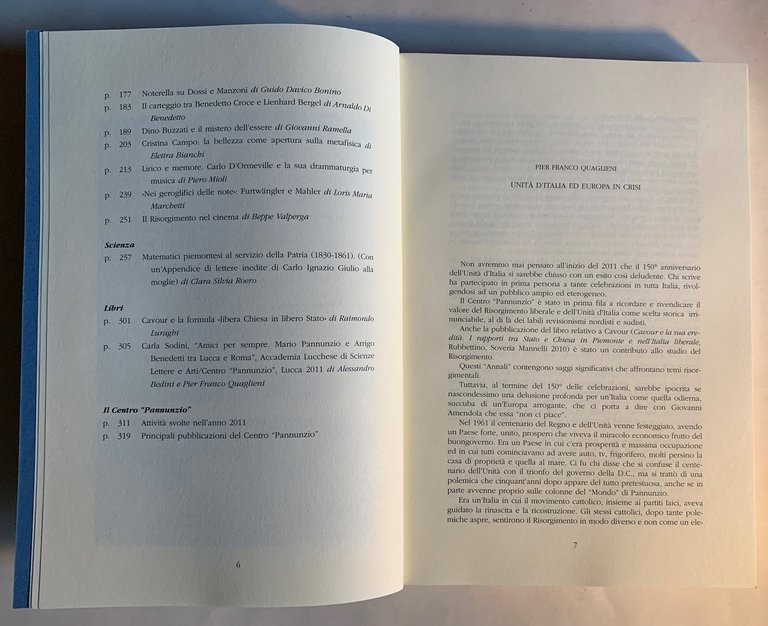 p. 177 Noterella su Dossi e Manzoni di Guido Davico Bonino
p. 183 Il carteggio tra Benedetto Croce e Lienhard Bergel di Arnaldo Di
Benedetto
p. 189 Dino Buzzati e il mistero dell'essere di Giovanni Ramella
p. 203 Cristina Campo: la bellezza come apertura sulla metafisica di
Elettra Bianchi
p. 213 Lirico e memore. Carlo D'Ormeville e la sua drammaturgia per
musica di Piero Mioli
p. 239 «Nei geroglifici delle note»: Furtwängler e Mahler di Loris Maria
Marchetti
p. 251 Il Risorgimento nel cinema di Beppe Valperga
Scienza
p. 257 Matematici piemontesi al servizio della Patria (1830-1861). (Con
un'Appendice di lettere inedite di Carlo Ignazio Giulio alla
moglie) di Clara Silvia Roero
Libri
p. 301 Cavour e la formula «libera Chiesa in libero Stato» di Raimondo
Luraghi
p. 305 Carla Sodini, "Amici per sempre. Mario Pannunzio e Arrigo
Benedetti tra Lucca e Roma", Accademia Lucchese di Scienze
Lettere e Arti/Centro "Pannunzio", Lucca 2011 di Alessandro
Bedini e Pier Franco Quaglieni
Il Centro "Pannunzio"
p. 311 Attività svolte nell'anno 2011
p. 319 Principali pubblicazioni del Centro "Pannunzio"
6
PIER FRANCO QUAGLIENI
UNITÀ D'ITALIA ED EUROPA IN CRISI
Non avremmo mai pensato all'inizio del 2011 che il 150° anniversario
dell'Unità d'Italia si sarebbe chiuso con un esito così deludente. Chi scrive
ha partecipato in prima persona a tante celebrazioni in tutta Italia, rivol-
gendosi ad un pubblico ampio ed eterogeneo.
Il Centro "Pannunzio" è stato in prima fila a ricordare e rivendicare il
valore del Risorgimento liberale e dell'Unità d'Italia come scelta storica irri-
nunciabile, al di là dei labili revisionismi nordisti e sudisti.
Anche la pubblicazione del libro relativo a Cavour (Cavour e la sua ere-
dità. I rapporti tra Stato e Chiesa in Piemonte e nell'Italia liberale,
Rubbettino, Soveria Mannelli 2010) è stato un contributo allo studio del
Risorgimento.
Questi "Annali" contengono saggi significativi che affrontano temi risor-
gimentali.
Tuttavia, al termine del 150° delle celebrazioni, sarebbe ipocrita se
nascondessimo una delusione profonda per un'Italia come quella odierna,
succuba di un'Europa arrogante, che ci porta a dire con Giovanni
Amendola che essa "non ci piace".
Nel 1961 il centenario del Regno e dell'Unità venne festeggiato, avendo
un Paese forte, unito, prospero che viveva il miracolo economico frutto del
buongoverno. Era un Paese in cui c'era prosperità e massima occupazione
ed in cui tutti cominciavano ad avere auto, tv, frigorifero, molti persino la
casa di proprietà e quella al mare. Ci fu chi disse che si confuse il cente-
nario dell'Unità con il trionfo del governo della D.C., ma si trattò di una
polemica che cinquant'anni dopo appare del tutto pretestuosa, anche se in
parte avvenne proprio sulle colonne del "Mondo" di Pannunzio.
Era un'Italia in cui il movimento cattolico, insieme ai partiti laici, aveva
guidato la rinascita e la ricostruzione. Gli stessi cattolici, dopo tante pole-
miche aspre, sentirono il Risorgimento in modo diverso e non come un ele-
7